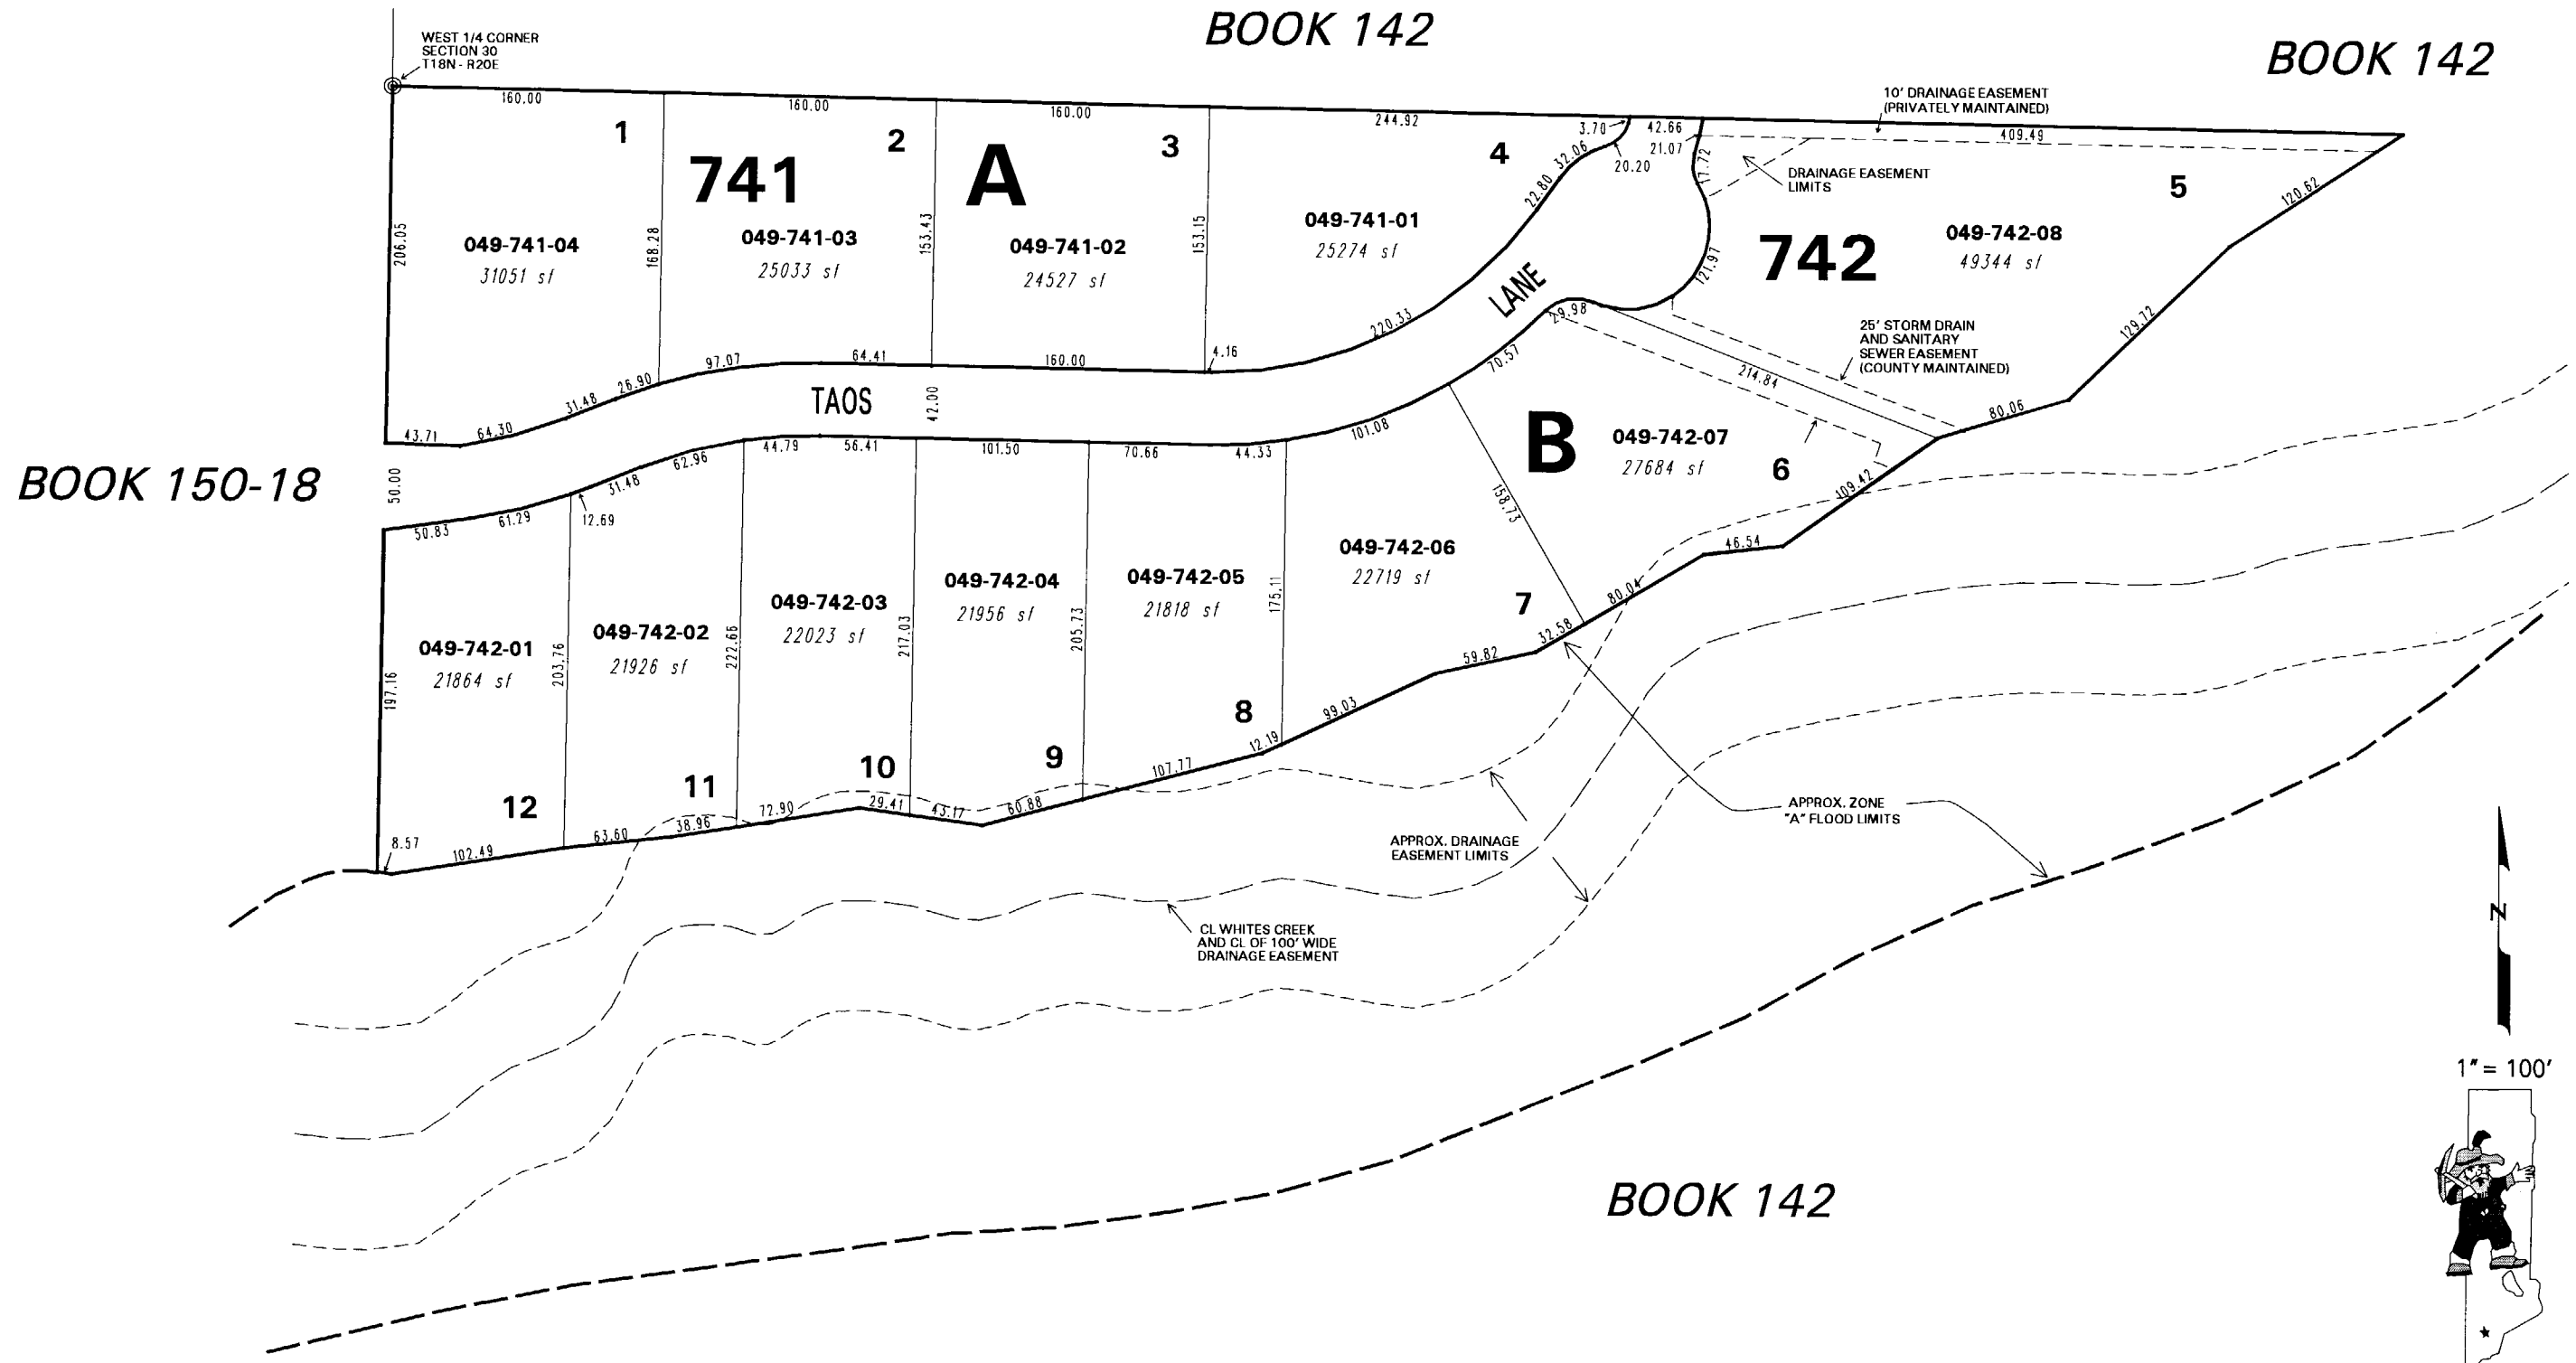 BOOK 142
BOOK 142
WEST 1/4 CORNER
SECTION 30
T18N - R20E
160.00
160.00
160.00
244.92
3.70
42.66
21.07
10' DRAINAGE EASEMENT
(PRIVATELY MAINTAINED)
409.49
1
2
3
4
5
741
A
20.20
32.06
22.80
17.72
DRAINAGE EASEMENT
LIMITS
120.62
206.05
049-741-04
31051 sf
168.28
049-741-03
25033 sf
153.43
049-741-02
24527 sf
153.15
049-741-01
25274 sf
742
049-742-08
49344 sf
121.97
LANE
220.33
29.98
25' STORM DRAIN
AND SANITARY
SEWER EASEMENT
(COUNTY MAINTAINED)
129.72
43.71
64.30
31.48
26.90
97.07
64.41
160.00
4.16
70.57
214.84
80.06
TAOS
42.00
BOOK 150-18
50.00
50.83
61.29
12.69
31.48
62.96
44.79
56.41
101.50
70.66
44.33
101.08
B
049-742-07
27684 sf
6
109.42
158.73
46.54
80.04
32.58
59.82
197.16
049-742-01
21864 sf
203.76
049-742-02
21926 sf
222.66
049-742-03
22023 sf
217.03
049-742-04
21956 sf
205.73
049-742-05
21818 sf
175.11
049-742-06
22719 sf
7
8
9
10
11
12
8.57
102.49
63.60
38.96
72.90
29.41
43.17
60.88
107.77
12.19
99.03
APPROX. ZONE
"A" FLOOD LIMITS
APPROX. DRAINAGE
EASEMENT LIMITS
CL WHITES CREEK
AND CL OF 100' WIDE
DRAINAGE EASEMENT
N
1" = 100'
BOOK 142